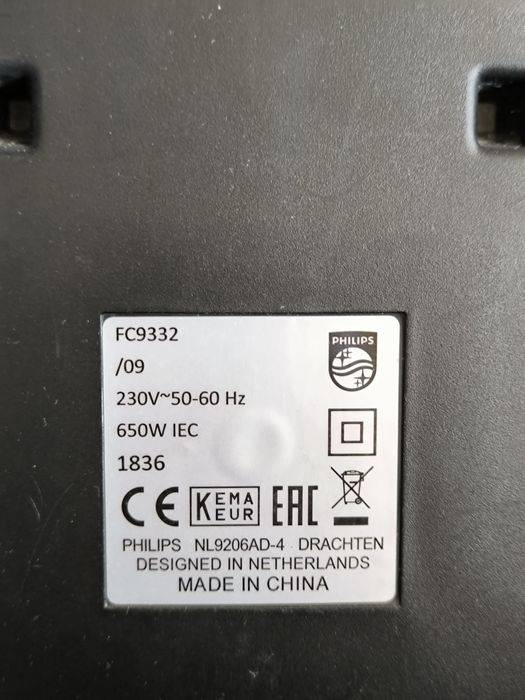 FC9332
/09
230V~50-60 Hz
650W IEC
1836
PHILIPS
CE KEMA KEUR EAC
PHILIPS NL9206AD-4 DRACHTEN
DESIGNED IN NETHERLANDS
MADE IN CHINA